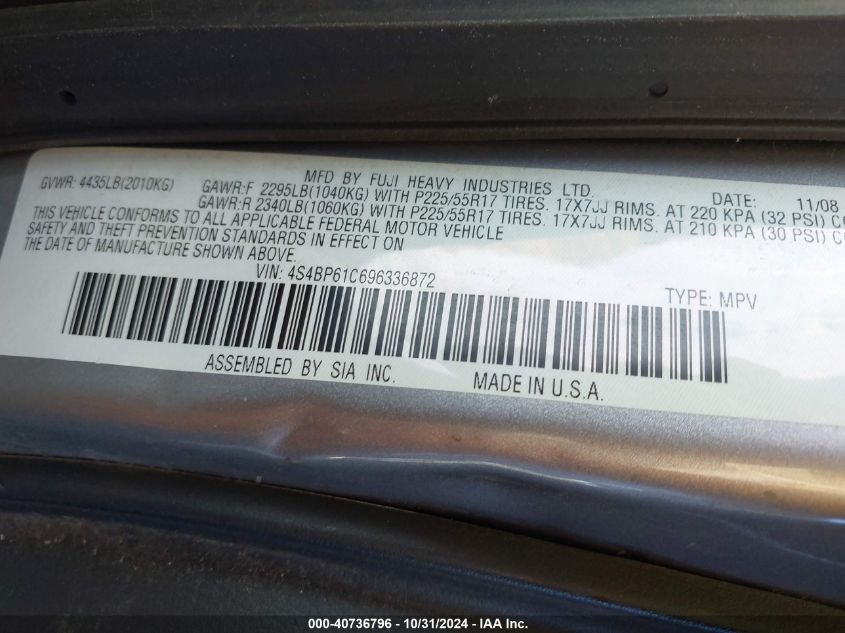 MFD BY FUJI HEAVY INDUSTRIES LTD. DATE: 11/08
GVWR: 4435LB(2010KG) GAWR:F 2295LB(1040KG) WITH P225/55R17 TIRES. 17X7JJ RIMS. AT 220 KPA (32 PSI) CO
GAWR:R 2340LB(1060KG) WITH P225/55R17 TIRES. 17X7JJ RIMS. AT 210 KPA (30 PSI) CO
THIS VEHICLE CONFORMS TO ALL APPLICABLE FEDERAL MOTOR VEHICLE
SAFETY AND THEFT PREVENTION STANDARDS IN EFFECT ON
THE DATE OF MANUFACTURE SHOWN ABOVE.
VIN: 4S4BP61C696336872 TYPE: MPV
ASSEMBLED BY SIA INC. MADE IN U.S.A.
000-40736796 - 10/31/2024 - IAA Inc.